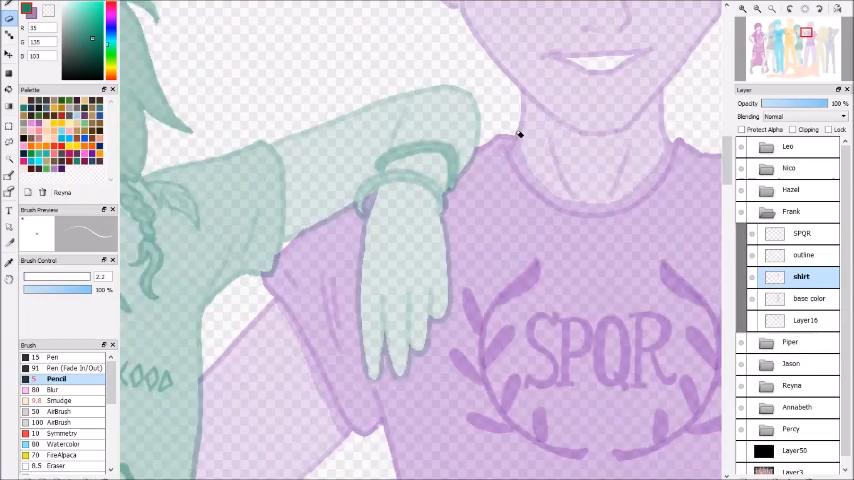 R 35
G 135
B 103
Palette
Reyna
Brush Preview
Brush Control
2.2
100 %
Brush
15 Pen
91 Pen (Fade In/Out)
5 Pencil
80 Blur
9.8 Smudge
50 AirBrush
100 AirBrush
10 Symmetry
80 Watercolor
70 FireAlpaca
8.5 Eraser
OOD
SPQR
Layer
Opacity 100 %
Blending Normal
Protect Alpha Clipping Lock
Leo
Nico
Hazel
Frank
SPQR
outline
shirt
base color
Layer16
Piper
Jason
Reyna
Annabeth
Percy
Layer50
Layer3